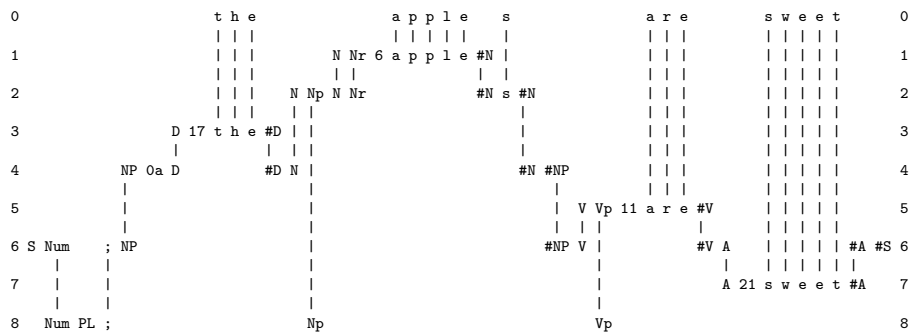 0 t h e a p p l e s a r e s w e e t 0
1 N Nr 6 a p p l e #N 1
2 N Np N Nr #N s #N 2
3 D 17 t h e #D 3
4 NP 0a D #D N #N #NP 4
5 V Vp 11 a r e #V 5
6 S Num ; NP #NP V #V A #A #S 6
7 A 21 s w e e t #A 7
8 Num PL ; Np Vp 8